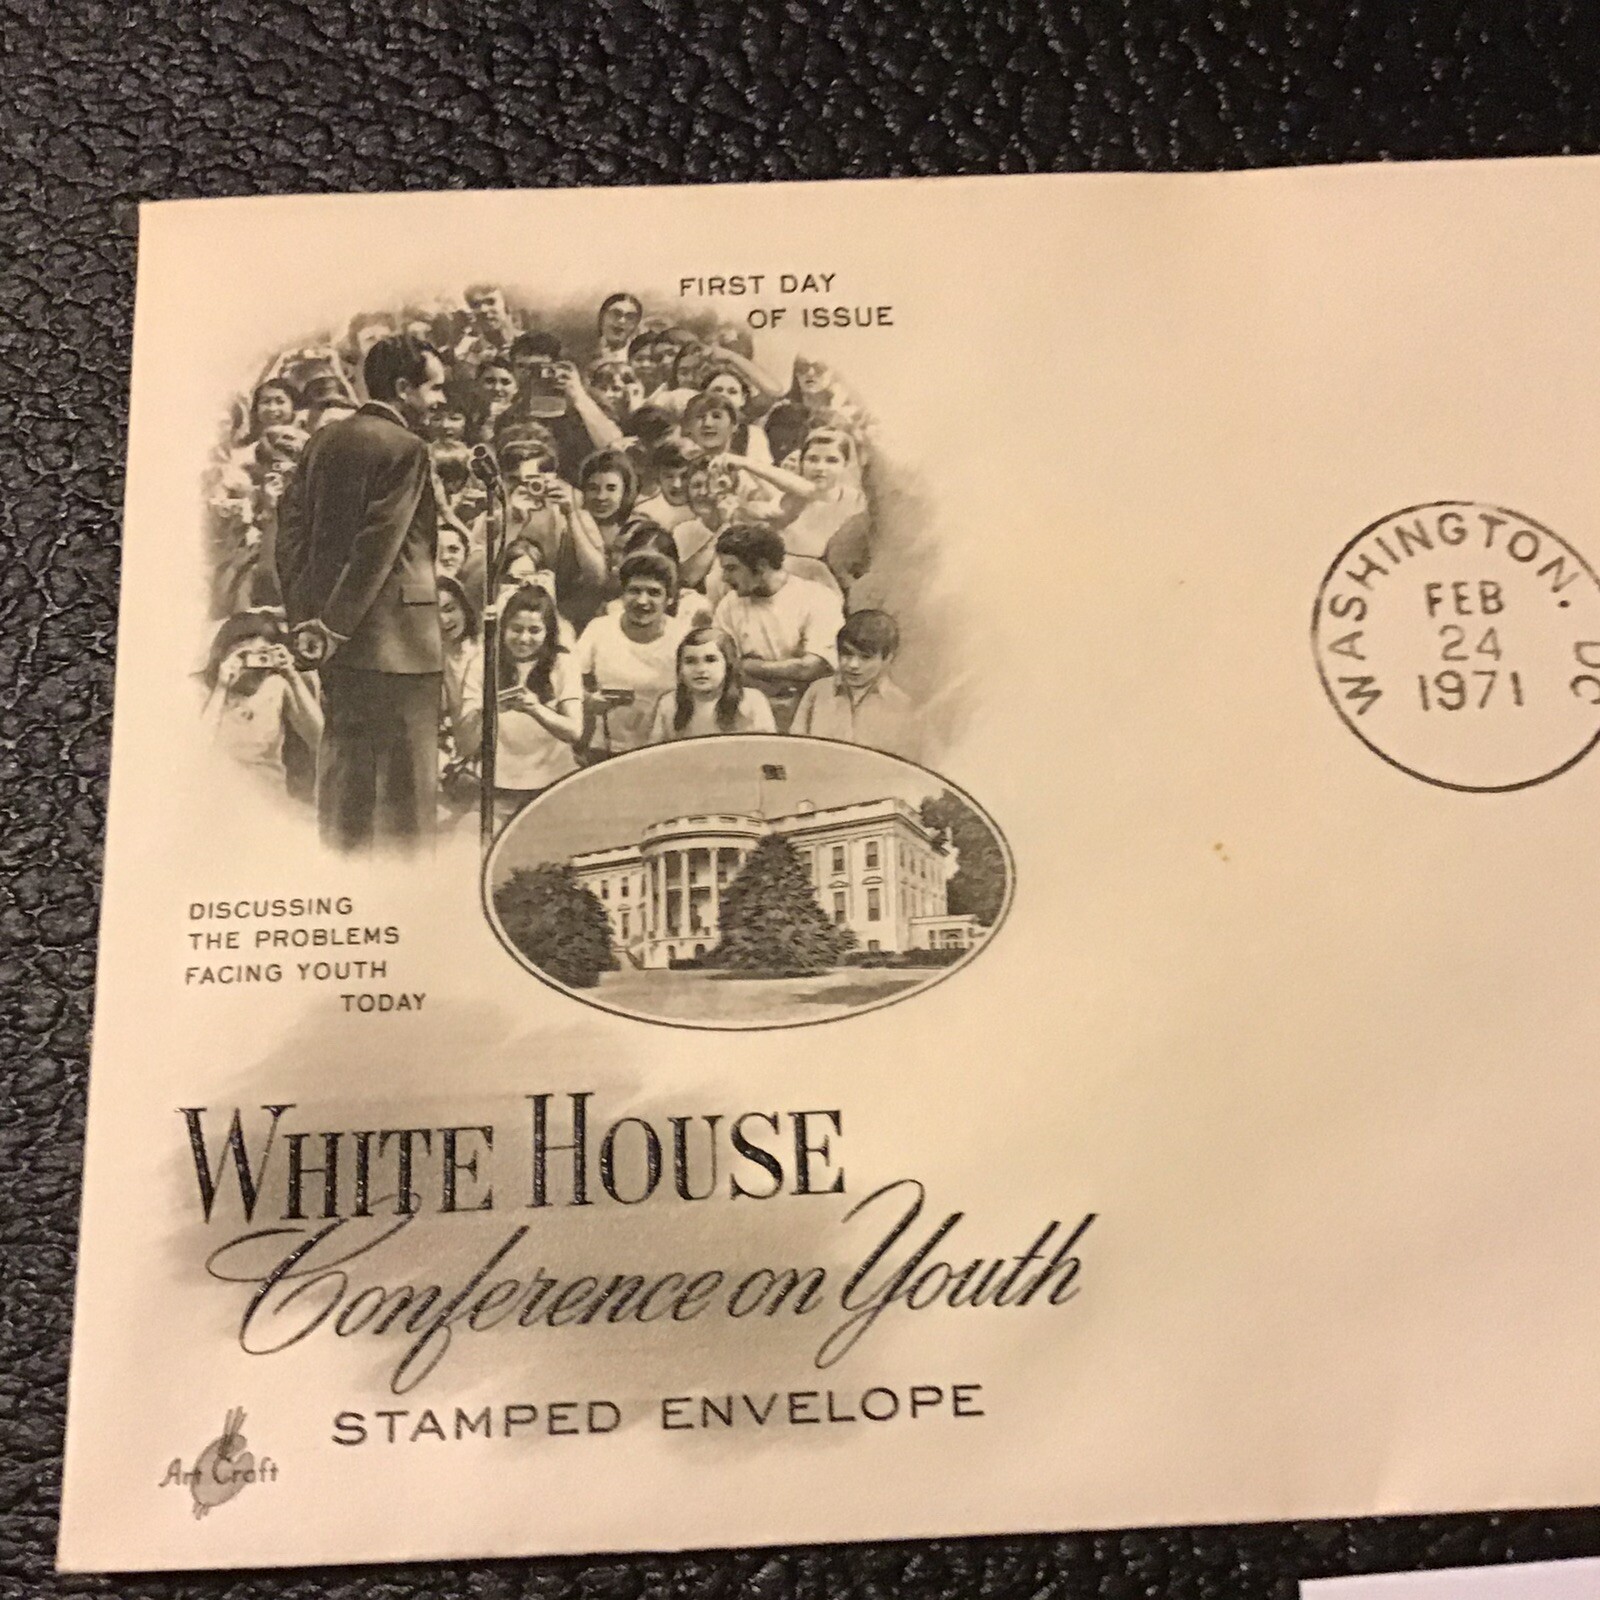 FIRST DAY
OF ISSUE
WASHINGTON. DC
FEB
24
1971
DISCUSSING
THE PROBLEMS
FACING YOUTH
TODAY
WHITE HOUSE
Conference on Youth
STAMPED ENVELOPE
Art Craft